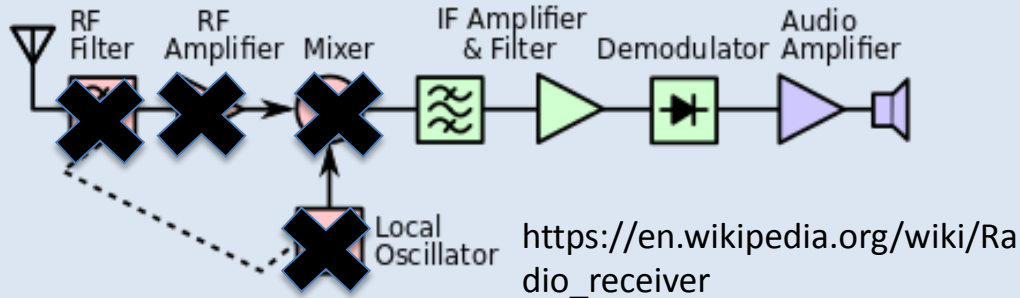 RF
Filter
RF
Amplifier
Mixer
IF Amplifier
& Filter
Demodulator
Audio
Amplifier
Local
Oscillator
https://en.wikipedia.org/wiki/Ra
dio_receiver